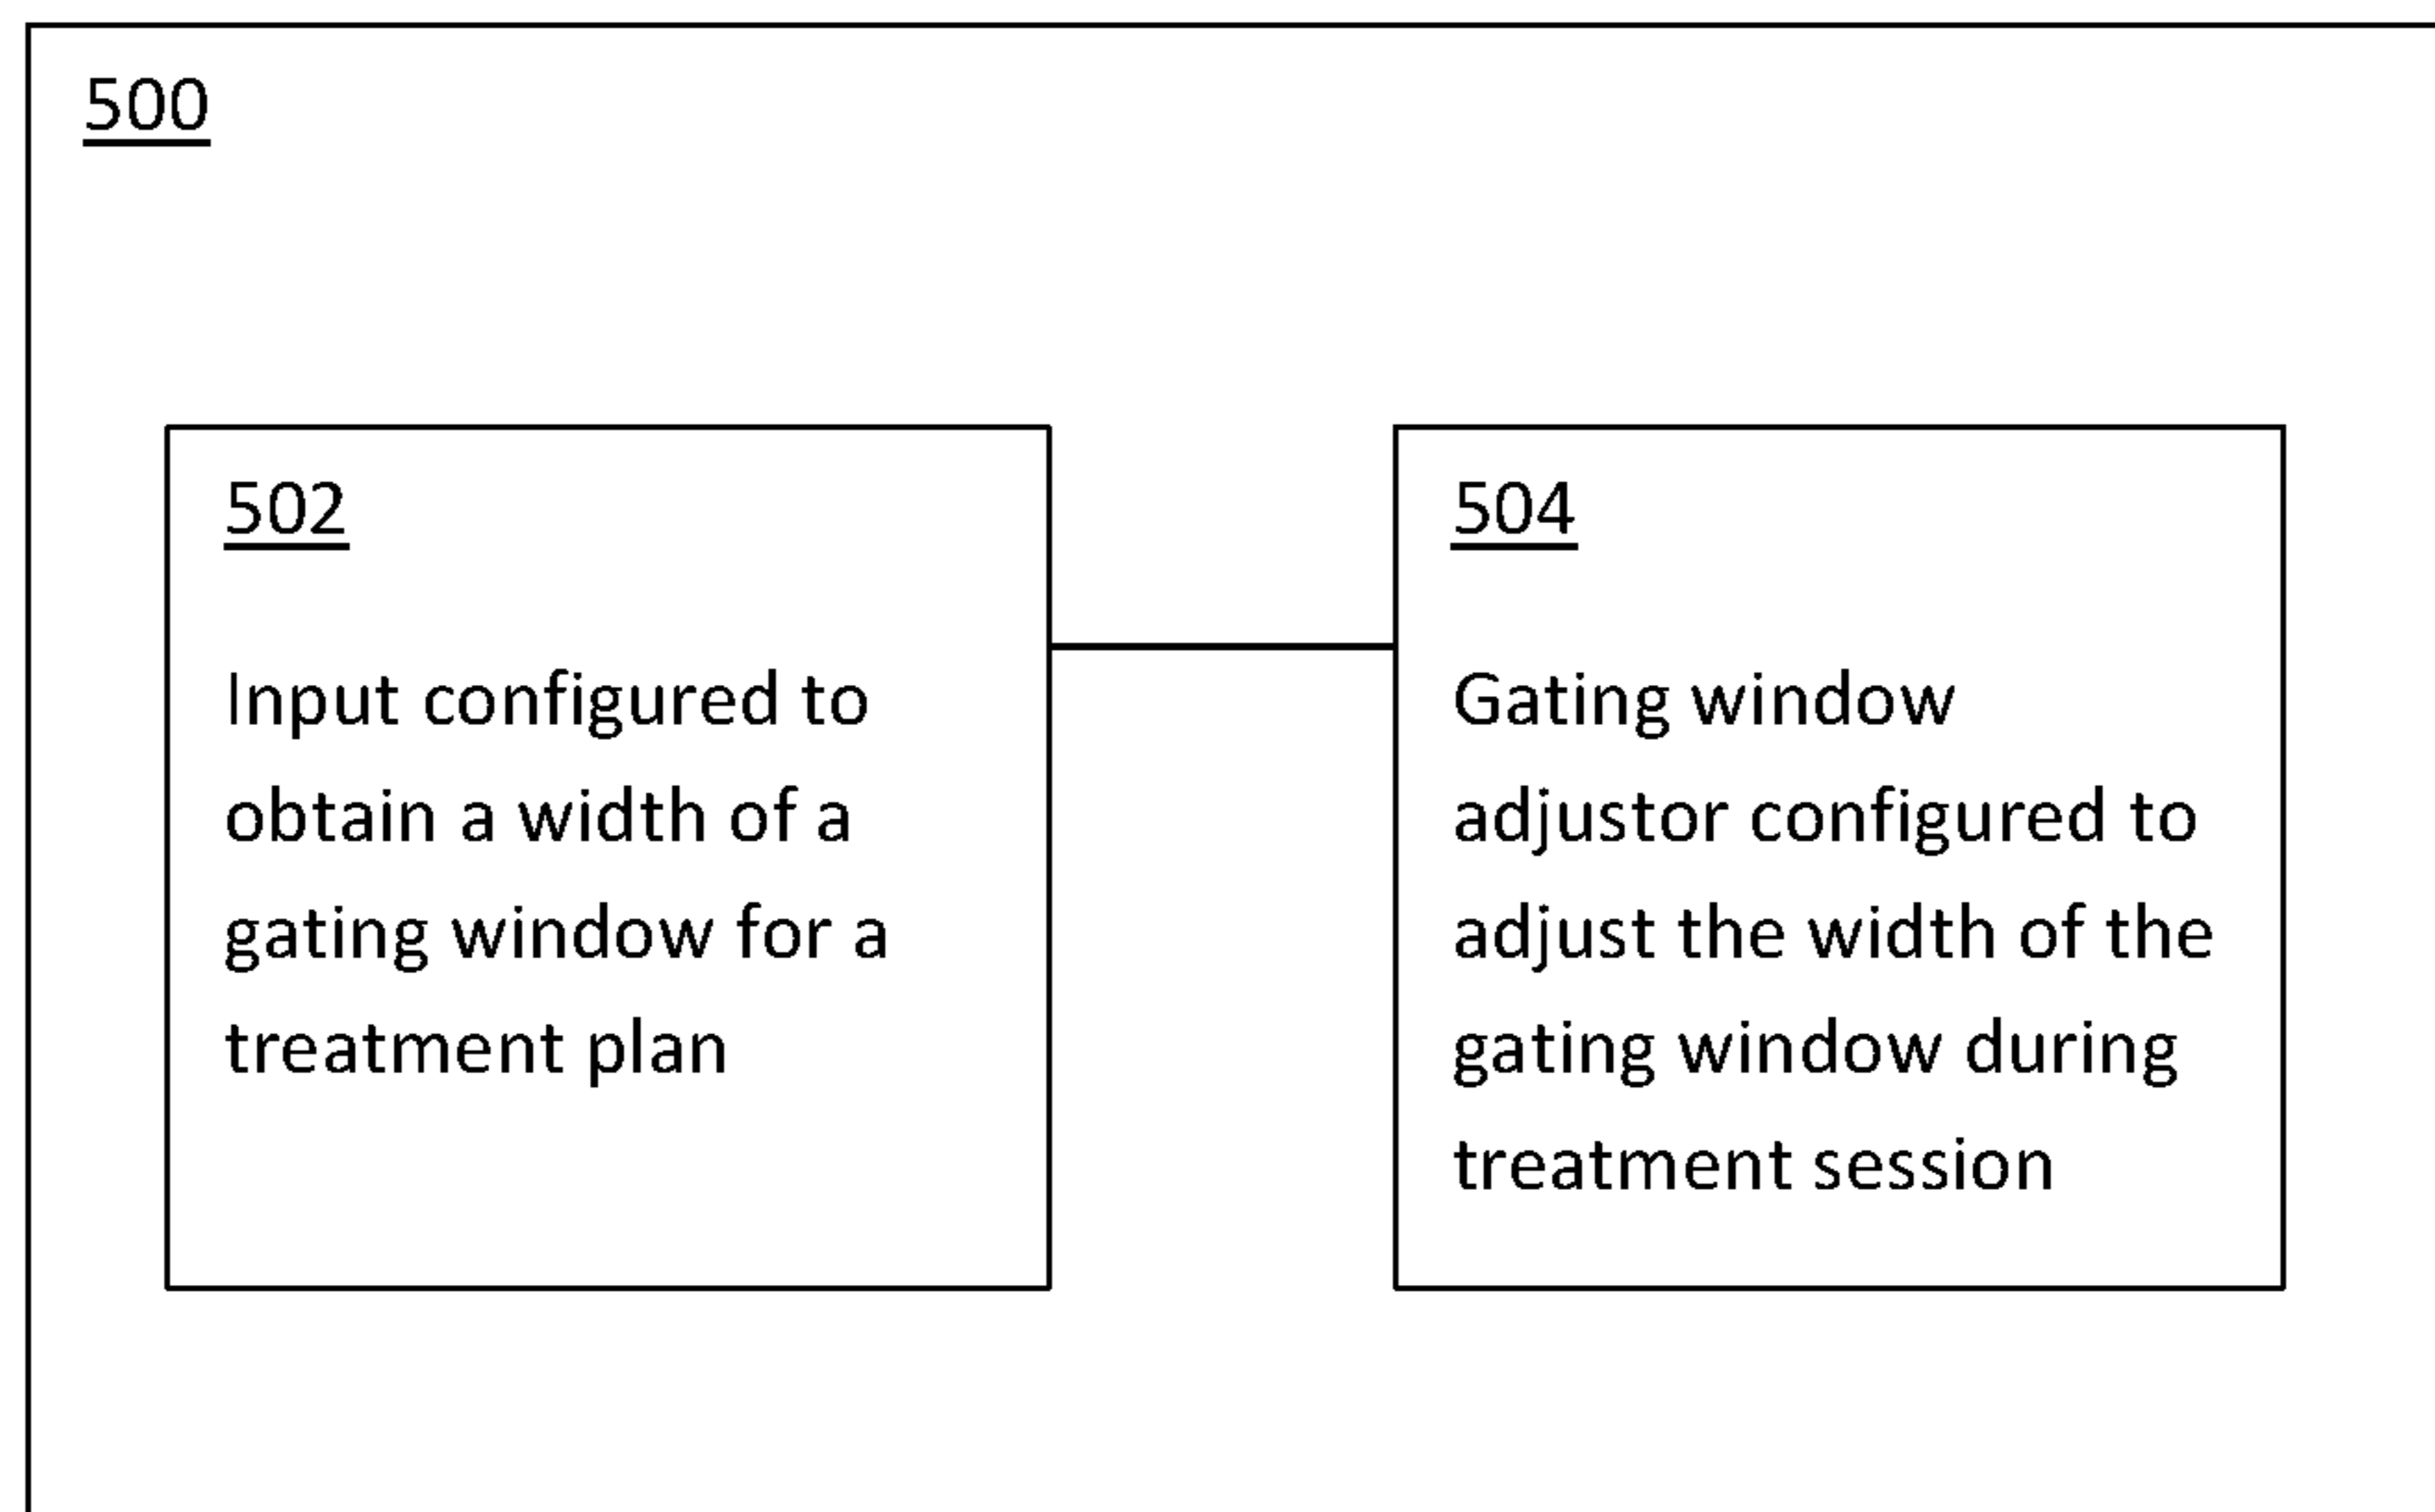 500
502
Input configured to
obtain a width of a
gating window for a
treatment plan
504
Gating window
adjustor configured to
adjust the width of the
gating window during
treatment session